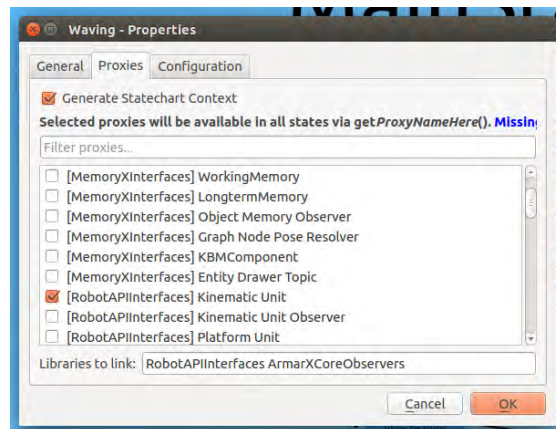 Waving - Properties
General Proxies Configuration
Generate Statechart Context
Selected proxies will be available in all states via getProxyNameHere(). Missing
Filter proxies...
[MemoryXInterfaces] WorkingMemory
[MemoryXInterfaces] LongtermMemory
[MemoryXInterfaces] Object Memory Observer
[MemoryXInterfaces] Graph Node Pose Resolver
[MemoryXInterfaces] KBMComponent
[MemoryXInterfaces] Entity Drawer Topic
[RobotAPIInterfaces] Kinematic Unit
[RobotAPIInterfaces] Kinematic Unit Observer
[RobotAPIInterfaces] Platform Unit
Libraries to link: RobotAPIInterfaces ArmarXCoreObservers
Cancel OK